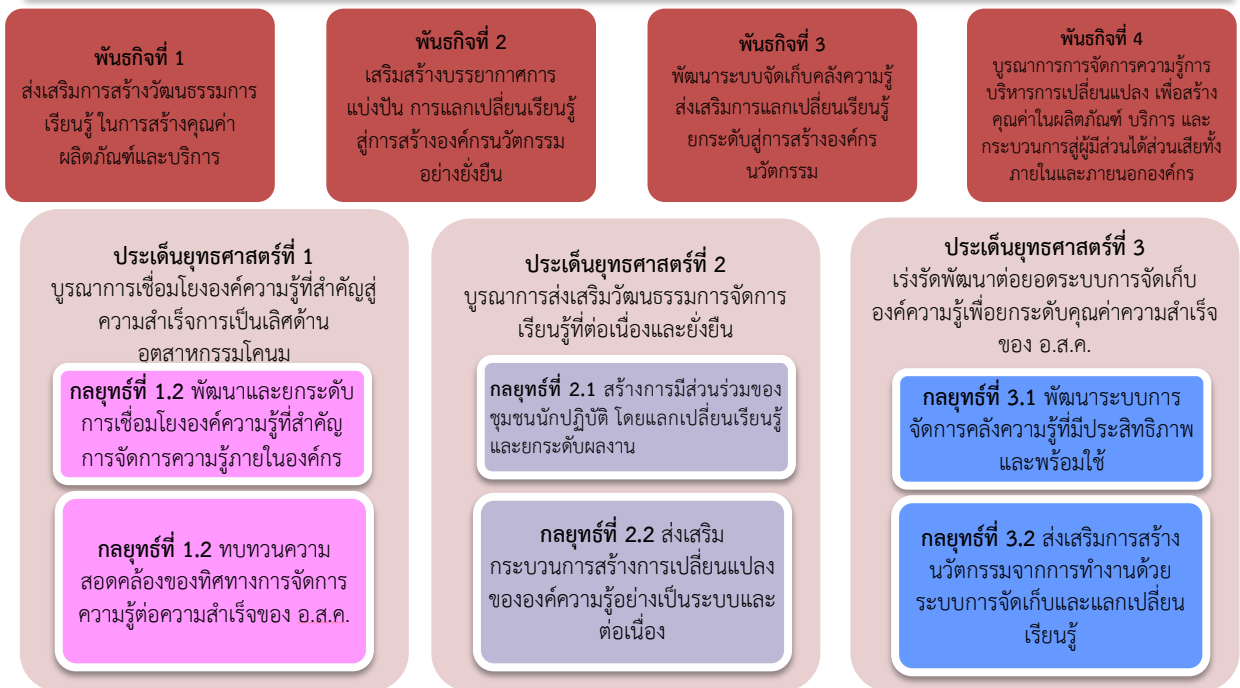 พันธกิจที่ 1
ส่งเสริมการสร้างวัฒนธรรมการ
เรียนรู้ ในการสร้างคุณค่า
ผลิตภัณฑ์และบริการ
พันธกิจที่ 2
เสริมสร้างบรรยากาศการ
แบ่งปัน การแลกเปลี่ยนเรียนรู้
สู่การสร้างองค์กรนวัตกรรม
อย่างยั่งยืน
พันธกิจที่ 3
พัฒนาระบบจัดเก็บคลังความรู้
ส่งเสริมการแลกเปลี่ยนเรียนรู้
ยกระดับสู่การสร้างองค์กร
นวัตกรรม
พันธกิจที่ 4
บูรณาการการจัดการความรู้การ
บริหารการเปลี่ยนแปลง เพื่อสร้าง
คุณค่าในผลิตภัณฑ์ บริการ และ
กระบวนการสู่ผู้มีส่วนได้ส่วนเสียทั้ง
ภายในและภายนอกองค์กร
ประเด็นยุทธศาสตร์ที่ 1
บูรณาการเชื่อมโยงองค์ความรู้ที่สำคัญสู่
ความสำเร็จการเป็นเลิศด้าน
อุตสาหกรรมโคนม
กลยุทธ์ที่ 1.2 พัฒนาและยกระดับ
การเชื่อมโยงองค์ความรู้ที่สำคัญ
การจัดการความรู้ภายในองค์กร
กลยุทธ์ที่ 1.2 ทบทวนความ
สอดคล้องของทิศทางการจัดการ
ความรู้ต่อความสำเร็จของ อ.ส.ค.
ประเด็นยุทธศาสตร์ที่ 2
บูรณาการส่งเสริมวัฒนธรรมการจัดการ
เรียนรู้ที่ต่อเนื่องและยั่งยืน
กลยุทธ์ที่ 2.1 สร้างการมีส่วนร่วมของ
ชุมชนนักปฏิบัติ โดยแลกเปลี่ยนเรียนรู้
และยกระดับผลงาน
กลยุทธ์ที่ 2.2 ส่งเสริม
กระบวนการสร้างการเปลี่ยนแปลง
ขององค์ความรู้อย่างเป็นระบบและ
ต่อเนื่อง
ประเด็นยุทธศาสตร์ที่ 3
เร่งรัดพัฒนาต่อยอดระบบการจัดเก็บ
องค์ความรู้เพื่อยกระดับคุณค่าความสำเร็จ
ของ อ.ส.ค.
กลยุทธ์ที่ 3.1 พัฒนาระบบการ
จัดการคลังความรู้ที่มีประสิทธิภาพ
และพร้อมใช้
กลยุทธ์ที่ 3.2 ส่งเสริมการสร้าง
นวัตกรรมจากการทำงานด้วย
ระบบการจัดเก็บและแลกเปลี่ยน
เรียนรู้